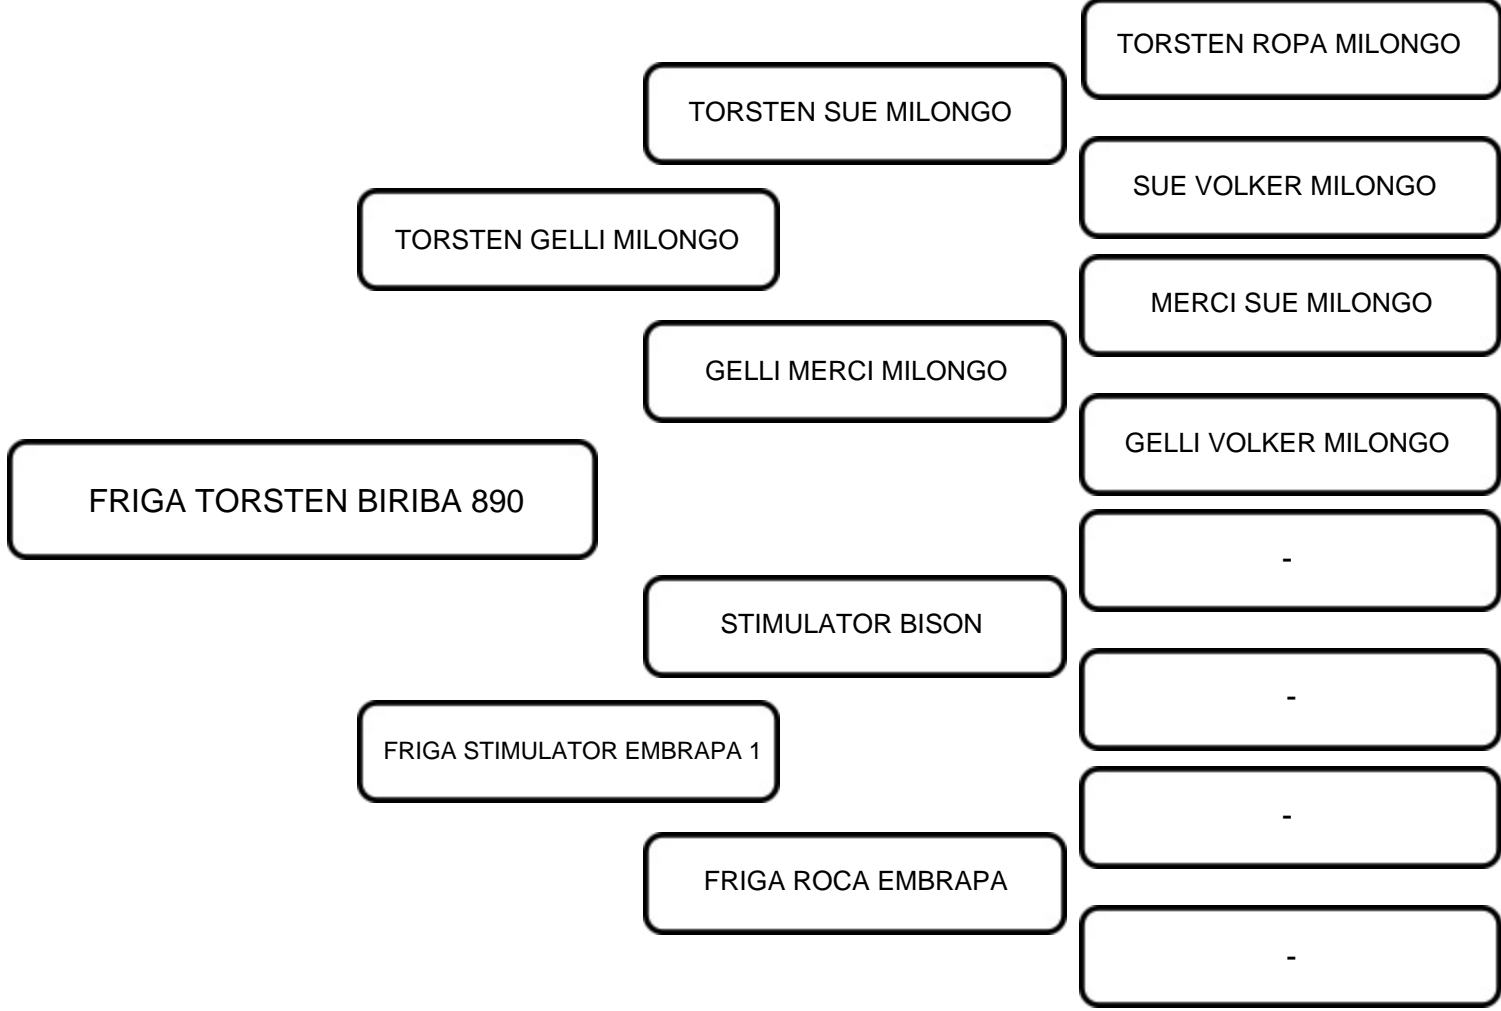 TORSTEN ROPA MILONGO
TORSTEN SUE MILONGO
SUE VOLKER MILONGO
TORSTEN GELLI MILONGO
MERCI SUE MILONGO
GELLI MERCI MILONGO
GELLI VOLKER MILONGO
FRIGA TORSTEN BIRIBA 890
-
STIMULATOR BISON
-
FRIGA STIMULATOR EMBRAPA 1
-
FRIGA ROCA EMBRAPA
-